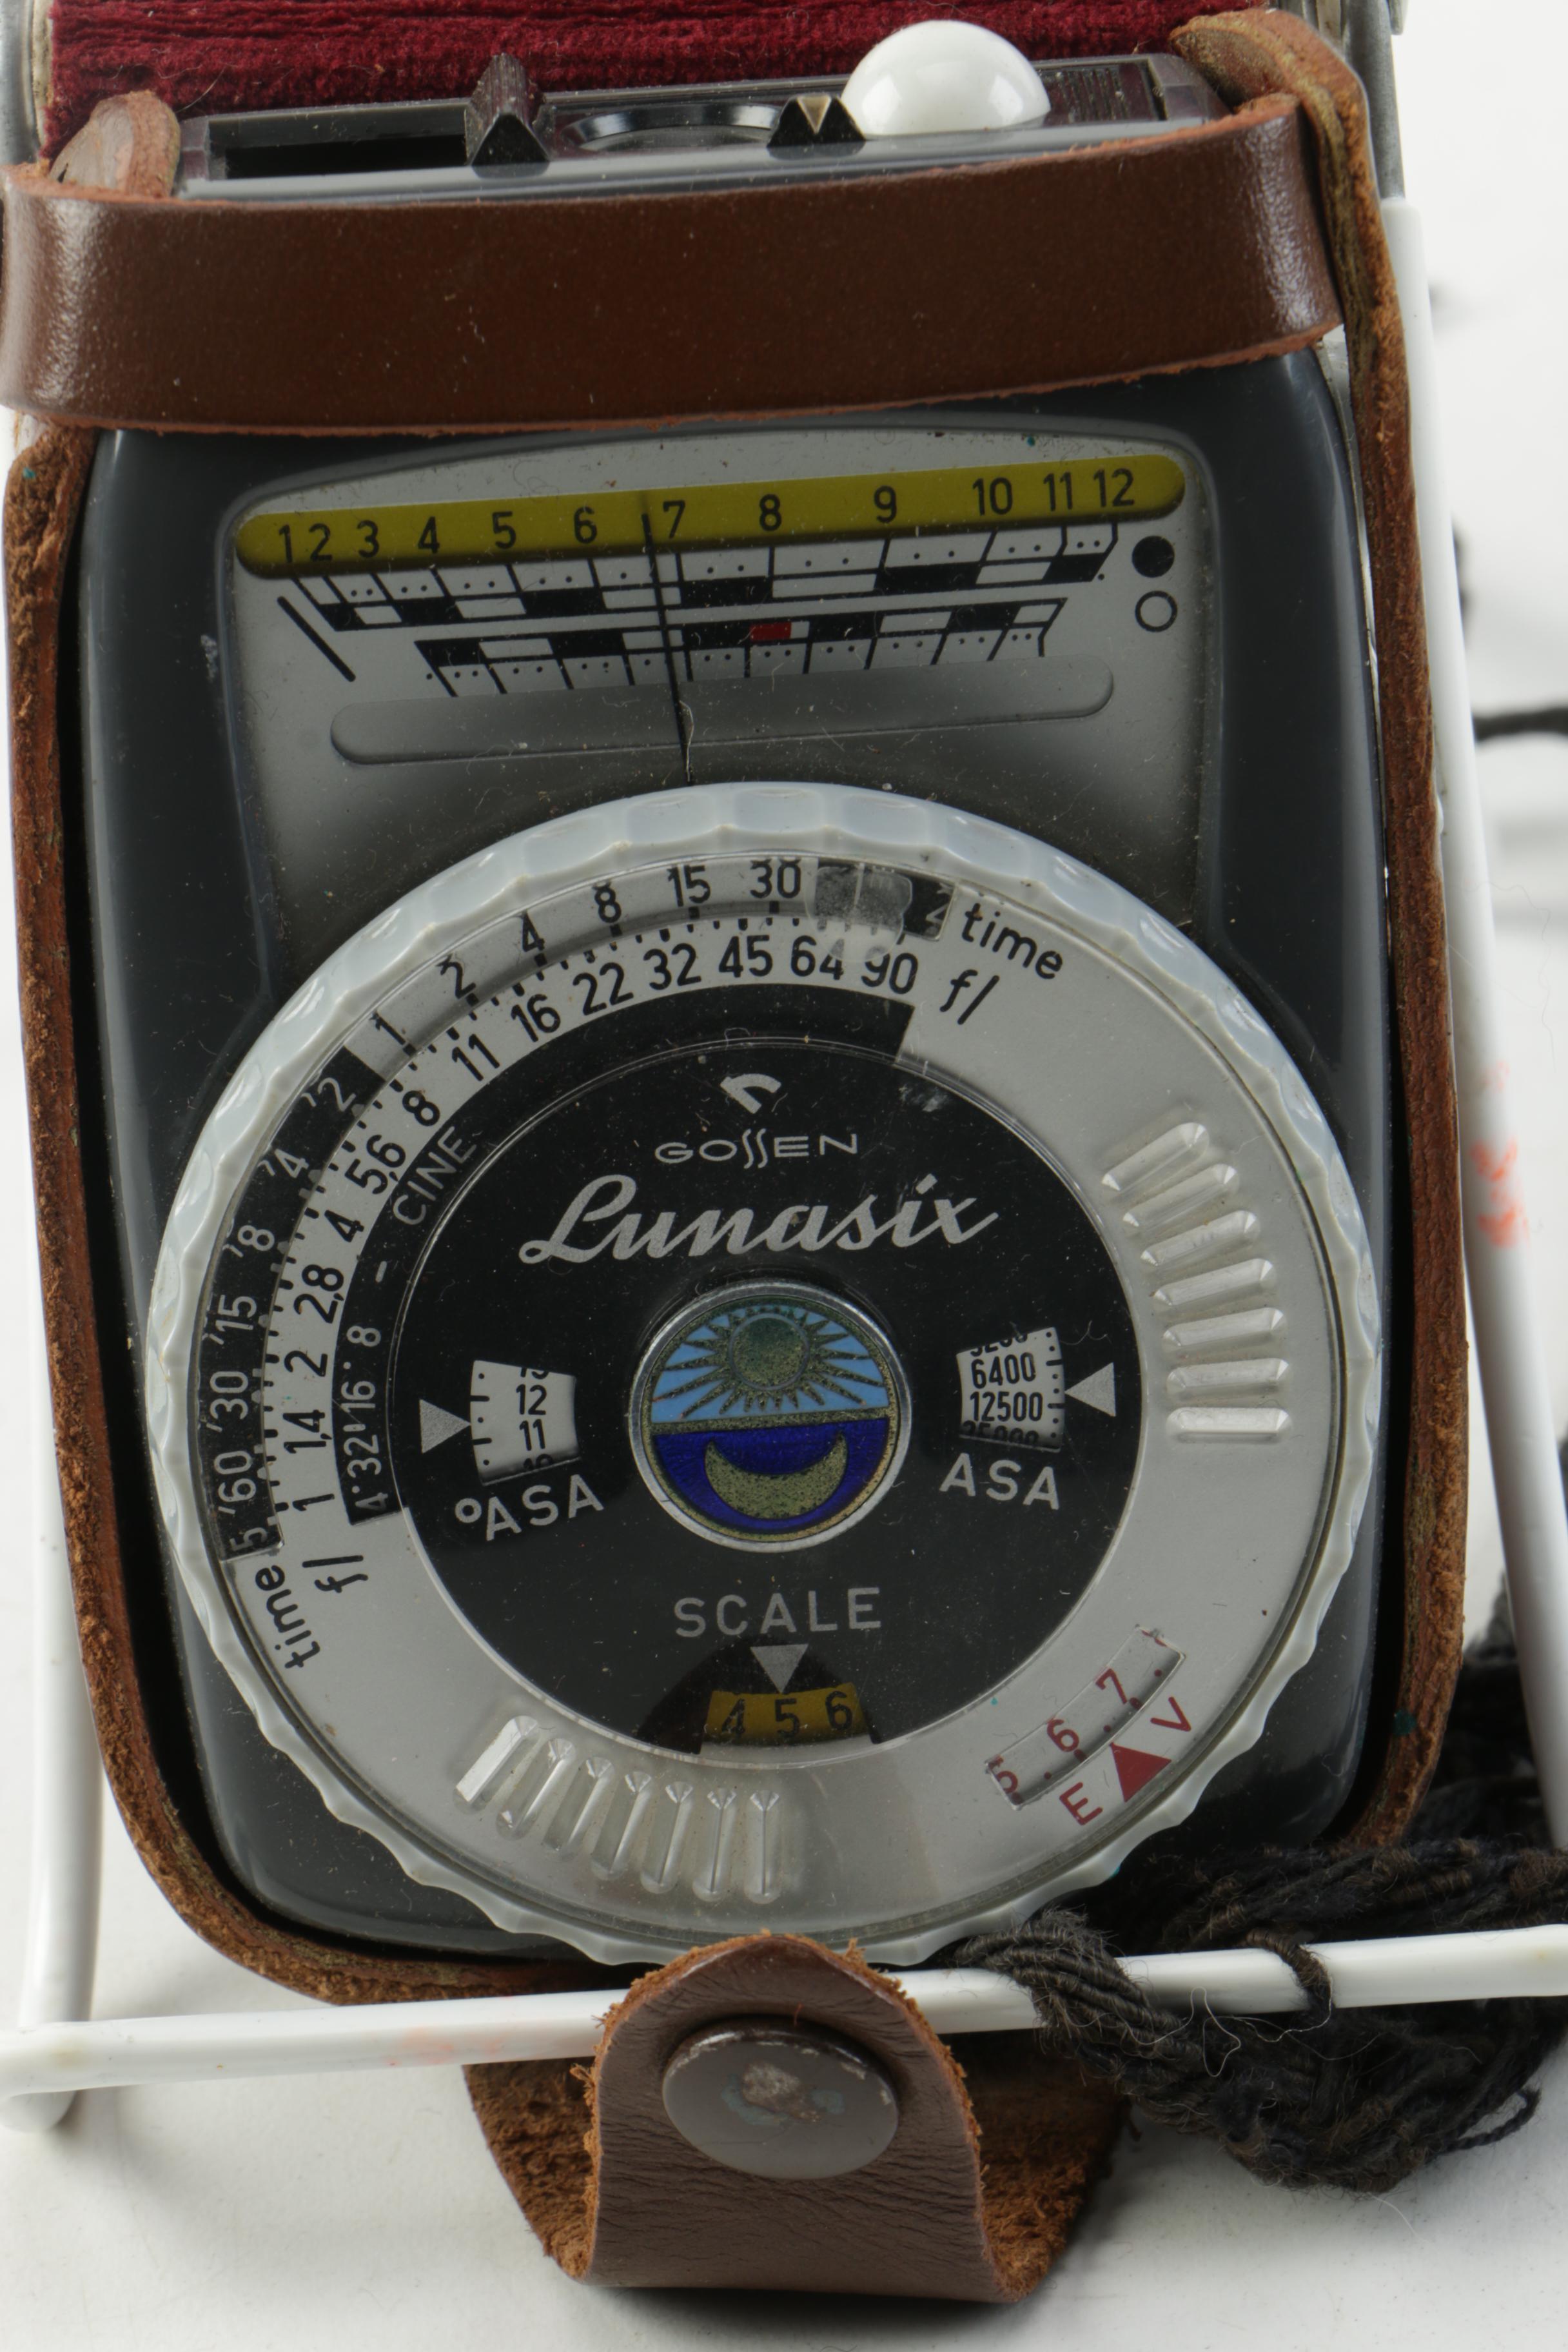 1 2 3 4 5 6 7 8 9 10 11 12
1 2 4 8 15 30
time
f/
8 11 16 22 32 45 64 90
'60 '30 '15 '8 '4 '2
1 1,4 2 2,8 4 5,6
4' 32' 16' 8 - CINE
GOSSEN
Lunasix
12
11
°ASA
6400
12500
ASA
time
f/
SCALE
4 5 6
5 . 6 . 7 .
E V